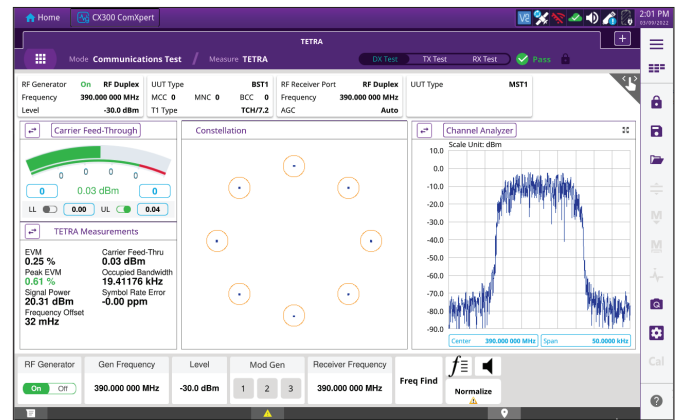 Home
CX300 ComXpert
2:01 PM
03/09/2022
TETRA
Mode Communications Test / Measure TETRA
DX Test TX Test RX Test Pass
RF Generator On RF Duplex
Frequency 390.000 000 MHz
Level -30.0 dBm
UUT Type BST1
MCC 0 MNC 0 BCC 0
T1 Type TCH/7.2
RF Receiver Port RF Duplex
Frequency 390.000 000 MHz
AGC Auto
UUT Type MST1
Carrier Feed-Through
0 0 0 0
0 0.03 dBm 0
LL 0.00 UL 0.04
TETRA Measurements
EVM
0.25 %
Peak EVM
0.61 %
Signal Power
20.31 dBm
Frequency Offset
32 mHz
Carrier Feed-Thru
0.03 dBm
Occupied Bandwidth
19.41176 kHz
Symbol Rate Error
-0.00 ppm
Constellation
Channel Analyzer
Scale Unit: dBm
10.0
0.0
-10.0
-20.0
-30.0
-40.0
-50.0
-60.0
-70.0
-80.0
-90.0
Center 390.000 000 MHz Span 50.0000 kHz
RF Generator
On Off
Gen Frequency
390.000 000 MHz
Level
-30.0 dBm
Mod Gen
1 2 3
Receiver Frequency
390.000 000 MHz
Freq Find
Normalize
Cal